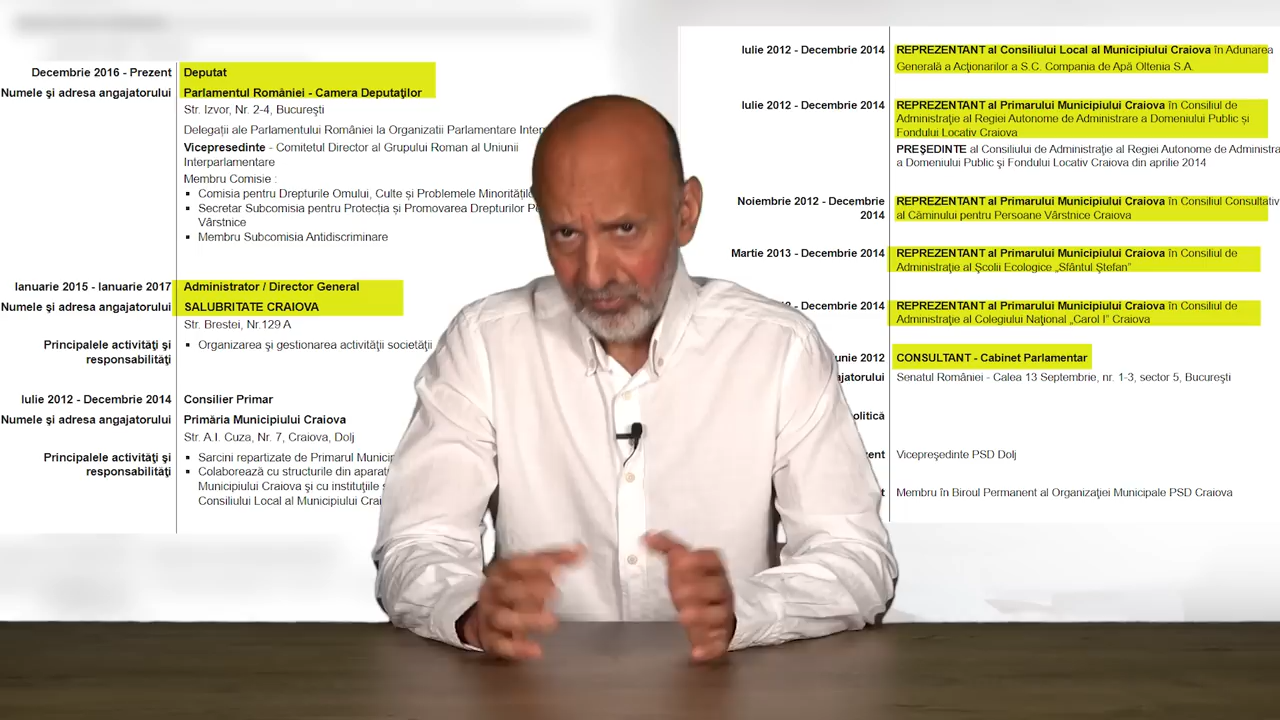 Decembrie 2016 - Prezent
Deputat
Numele şi adresa angajatorului
Parlamentul României - Camera Deputaţilor
Str. Izvor, Nr. 2-4, Bucureşti
Delegații ale Parlamentului României la Organizatii Parlamentare
Vicepresedinte - Comitetul Director al Grupului Roman al Uniunii
Interparlamentare
Membru Comisie :
▪ Comisia pentru Drepturile Omului, Culte și Problemele
▪ Secretar Subcomisia pentru Protecția și Promovarea Drepturilor
Vârstnice
▪ Membru Subcomisia Antidiscriminare
Ianuarie 2015 - Ianuarie 2017
Administrator / Director General
Numele şi adresa angajatorului
SALUBRITATE CRAIOVA
Str. Brestei, Nr.129 A
Principalele activităţi şi
responsabilităţi
▪ Organizarea şi gestionarea activităţii societăţii
Iulie 2012 - Decembrie 2014
Consilier Primar
Numele şi adresa angajatorului
Primăria Municipiului Craiova
Str. A.I. Cuza, Nr. 7, Craiova, Dolj
Principalele activităţi şi
responsabilităţi
▪ Sarcini repartizate de Primarul
▪ Colaborează cu structurile din
Municipiului Craiova şi cu instituţiile
Consiliului Local al Municipiului
Iulie 2012 - Decembrie 2014
REPREZENTANT al Consiliului Local al Municipiului Craiova în Adunarea
Generală a Acţionarilor a S.C. Compania de Apă Oltenia S.A.
Iulie 2012 - Decembrie 2014
REPREZENTANT al Primarului Municipiului Craiova în Consiliul de
Administraţie al Regiei Autonome de Administrare a Domeniului Public şi
Fondului Locativ Craiova
PREŞEDINTE al Consiliului de Administraţie al Regiei Autonome de
a Domeniului Public şi Fondului Locativ Craiova din aprilie 2014
Noiembrie 2012 - Decembrie
2014
REPREZENTANT al Primarului Municipiului Craiova în Consiliul Consultativ
al Căminului pentru Persoane Vârstnice Craiova
Martie 2013 - Decembrie 2014
REPREZENTANT al Primarului Municipiului Craiova în Consiliul de
Administraţie al Şcolii Ecologice „Sfântul Ştefan”
- Decembrie 2014
REPREZENTANT al Primarului Municipiului Craiova în Consiliul de
Administraţie al Colegiului Naţional „Carol I” Craiova
2012
CONSULTANT - Cabinet Parlamentar
Senatul României - Calea 13 Septembrie, nr. 1-3, sector 5, Bucureşti
Vicepreşedinte PSD Dolj
Membru în Biroul Permanent al Organizaţiei Municipale PSD Craiova